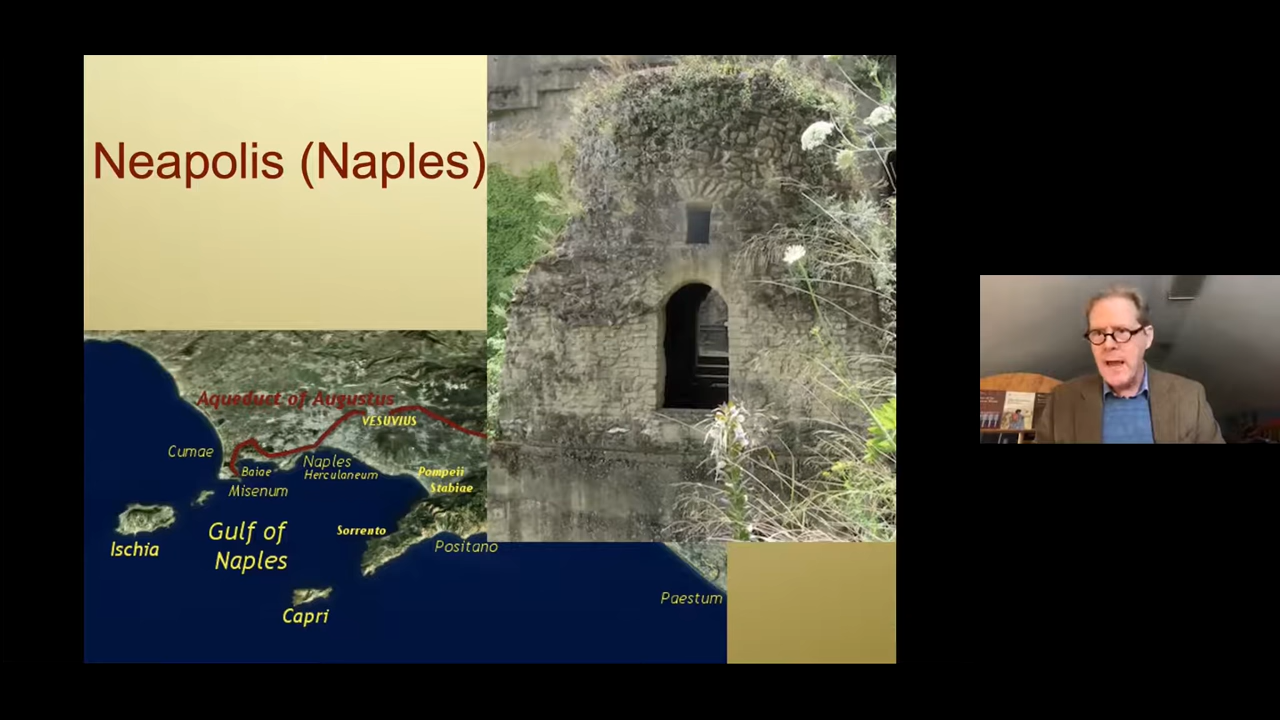 Neapolis (Naples)
Aqueduct of Augustus
VESUVIUS
Cumae
Naples
Baiae
Herculaneum
Pompeii
Misenum
Stabiae
Gulf of
Naples
Sorrento
Ischia
Positano
Capri
Paestum